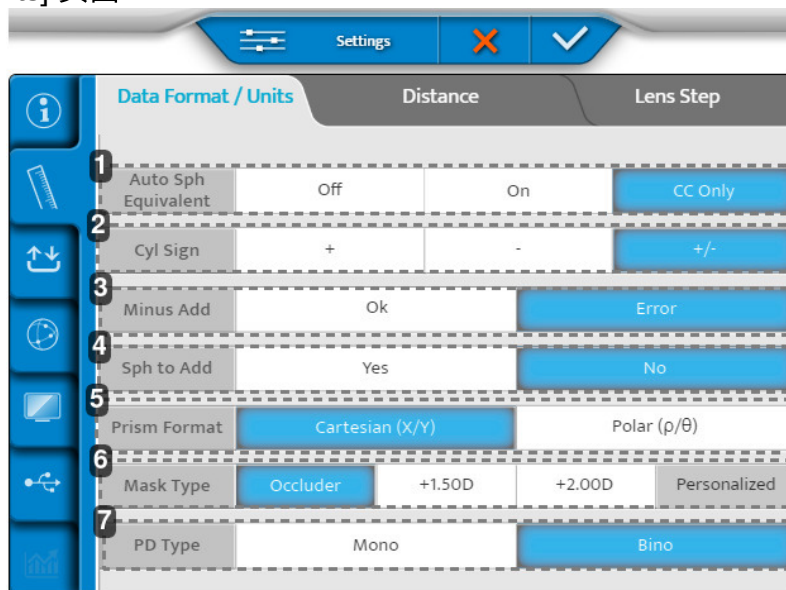 Settings
Data Format / Units Distance Lens Step
1
Auto Sph Equivalent Off On CC Only
2
Cyl Sign + - +/-
3
Minus Add Ok Error
4
Sph to Add Yes No
5
Prism Format Cartesian (X/Y) Polar (ρ/θ)
6
Mask Type Occluder +1.50D +2.00D Personalized
7
PD Type Mono Bino